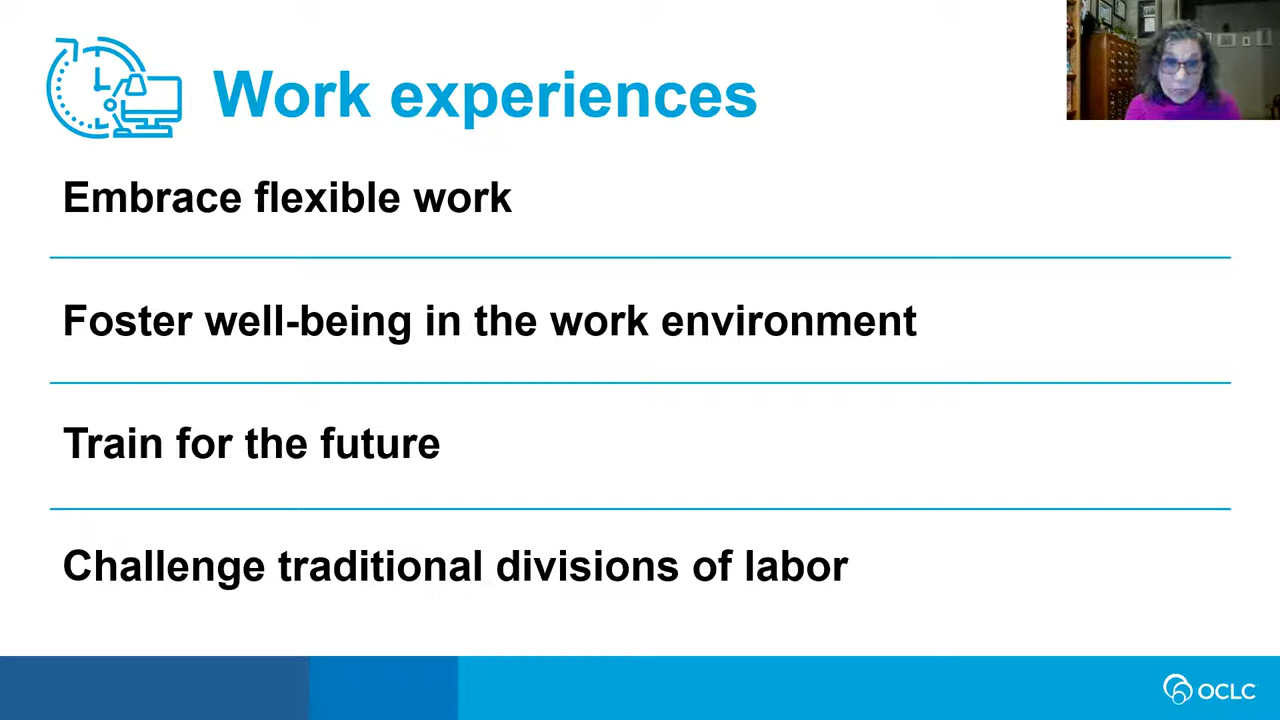 Work experiences
Embrace flexible work
Foster well-being in the work environment
Train for the future
Challenge traditional divisions of labor
OCLC